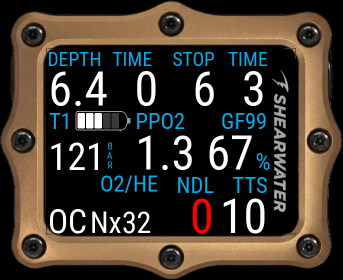 DEPTH TIME STOP TIME
6.4 0 6 3
T1 PPO2 GF99
121 BAR 1.3 67%
O2/HE NDL TTS
OC Nx32 0 10
SHEARWATER